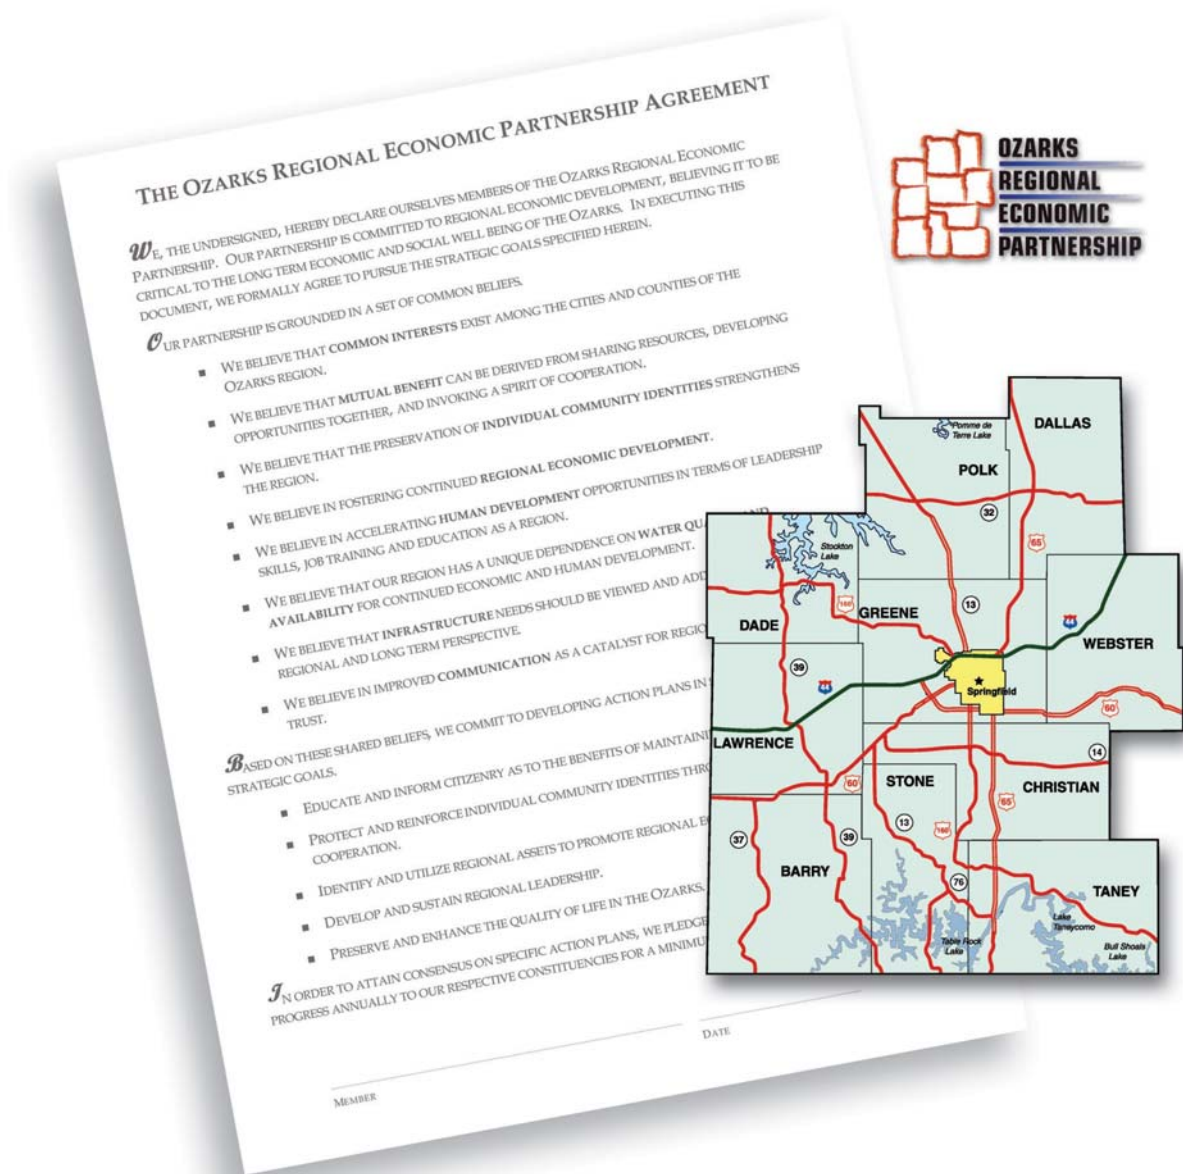 THE OZARKS REGIONAL ECONOMIC PARTNERSHIP AGREEMENT
WE, THE UNDERSIGNED, HEREBY DECLARE OURSELVES MEMBERS OF THE OZARKS REGIONAL ECONOMIC
PARTNERSHIP. OUR PARTNERSHIP IS COMMITTED TO REGIONAL ECONOMIC DEVELOPMENT, BELIEVING IT TO BE
CRITICAL TO THE LONG TERM ECONOMIC AND SOCIAL WELL BEING OF THE OZARKS. IN EXECUTING THIS
DOCUMENT, WE FORMALLY AGREE TO PURSUE THE STRATEGIC GOALS SPECIFIED HEREIN.
OUR PARTNERSHIP IS GROUNDED IN A SET OF COMMON BELIEFS.
▪ WE BELIEVE THAT COMMON INTERESTS EXIST AMONG THE CITIES AND COUNTIES OF THE
OZARKS REGION.
▪ WE BELIEVE THAT MUTUAL BENEFIT CAN BE DERIVED FROM SHARING RESOURCES, DEVELOPING
OPPORTUNITIES TOGETHER, AND INVOKING A SPIRIT OF COOPERATION.
▪ WE BELIEVE THAT THE PRESERVATION OF INDIVIDUAL COMMUNITY IDENTITIES STRENGTHENS
THE REGION.
▪ WE BELIEVE IN FOSTERING CONTINUED REGIONAL ECONOMIC DEVELOPMENT.
▪ WE BELIEVE IN ACCELERATING HUMAN DEVELOPMENT OPPORTUNITIES IN TERMS OF LEADERSHIP
SKILLS, JOB TRAINING AND EDUCATION AS A REGION.
▪ WE BELIEVE THAT OUR REGION HAS A UNIQUE DEPENDENCE ON WATER
AVAILABILITY FOR CONTINUED ECONOMIC AND HUMAN DEVELOPMENT.
▪ WE BELIEVE THAT INFRASTRUCTURE NEEDS SHOULD BE VIEWED AND
REGIONAL AND LONG TERM PERSPECTIVE.
▪ WE BELIEVE IN IMPROVED COMMUNICATION AS A CATALYST FOR
TRUST.
BASED ON THESE SHARED BELIEFS, WE COMMIT TO DEVELOPING ACTION PLANS IN
STRATEGIC GOALS.
▪ EDUCATE AND INFORM CITIZENRY AS TO THE BENEFITS OF
▪ PROTECT AND REINFORCE INDIVIDUAL COMMUNITY IDENTITIES
COOPERATION.
▪ IDENTIFY AND UTILIZE REGIONAL ASSETS TO PROMOTE REGIONAL
▪ DEVELOP AND SUSTAIN REGIONAL LEADERSHIP.
▪ PRESERVE AND ENHANCE THE QUALITY OF LIFE IN THE OZARKS.
IN ORDER TO ATTAIN CONSENSUS ON SPECIFIC ACTION PLANS, WE PLEDGE
PROGRESS ANNUALLY TO OUR RESPECTIVE CONSTITUENCIES FOR A
MEMBER
DATE
OZARKS
REGIONAL
ECONOMIC
PARTNERSHIP
DALLAS
Pomme de
Terre Lake
POLK
32
65
Stockton
Lake
160
GREENE
13
44
DADE
WEBSTER
39
44
Springfield
60
LAWRENCE
14
60
STONE
CHRISTIAN
65
13
160
37
39
BARRY
76
TANEY
Lake
Taneycomo
Table Rock
Lake
Bull Shoals
Lake